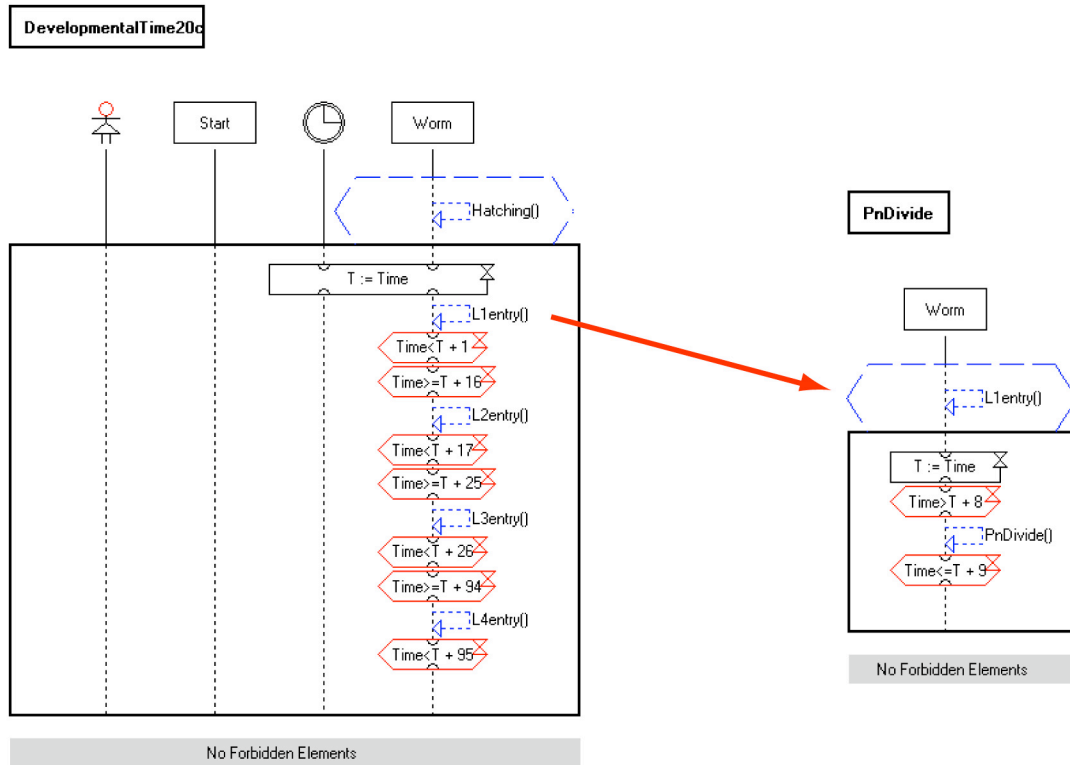 DevelopmentalTime20c
Start
Worm
Hatching()
T := Time
L1entry()
Time<T + 1
Time>=T + 16
L2entry()
Time<T + 17
Time>=T + 25
L3entry()
Time<T + 26
Time>=T + 94
L4entry()
Time<T + 95
No Forbidden Elements
PnDivide
Worm
L1entry()
T := Time
Time>T + 8
PnDivide()
Time<=T + 9
No Forbidden Elements